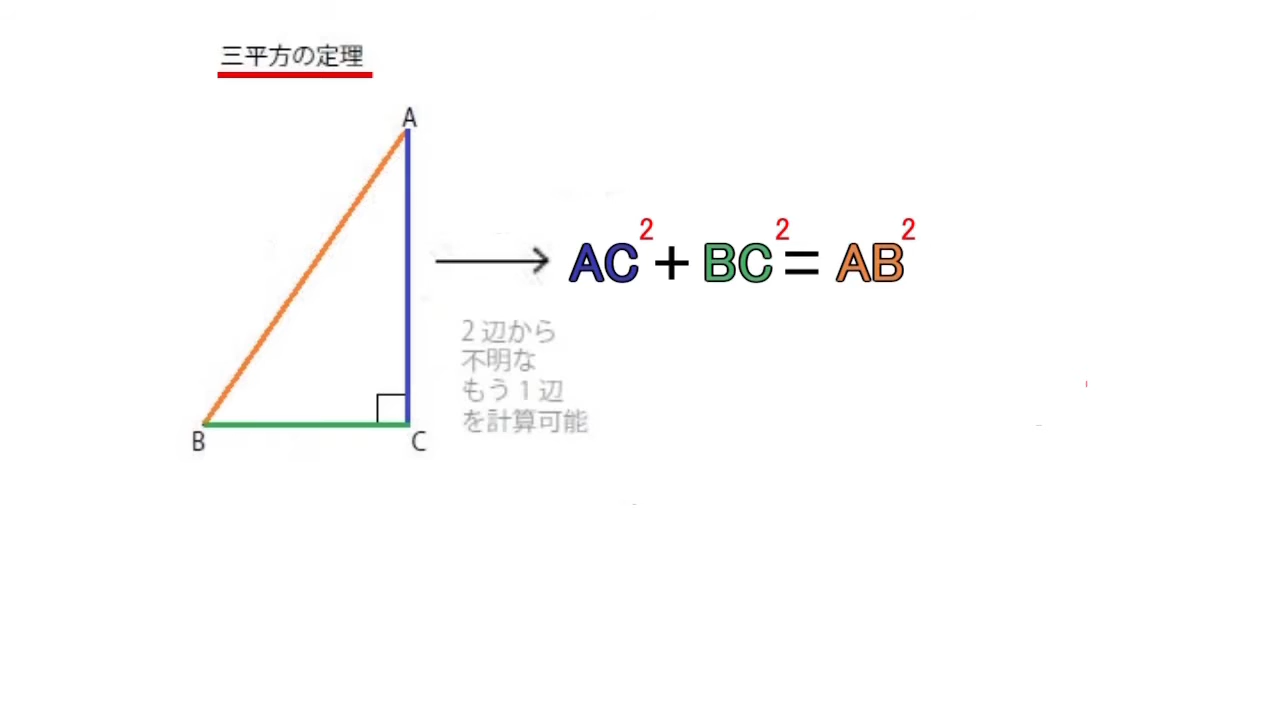 三平方の定理
A
AC²+BC²=AB²
2辺から
不明な
もう1辺
を計算可能
B
C